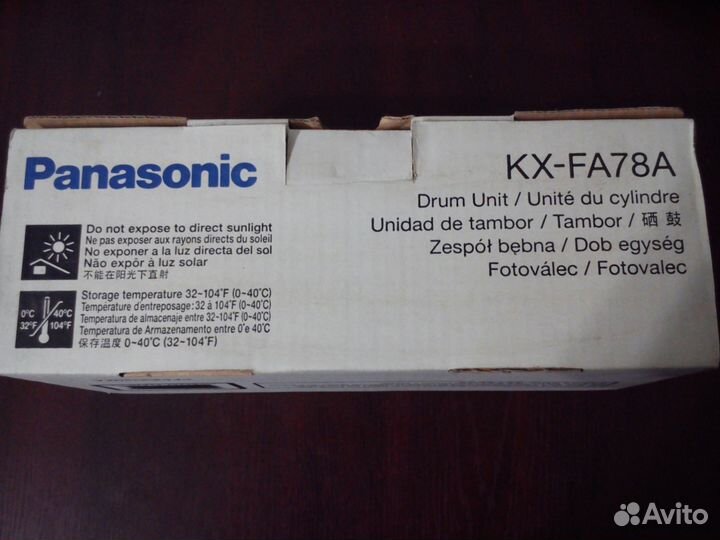 Panasonic
KX-FA78A
Drum Unit / Unité du cylindre
Unidad de tambor / Tambor / 硒 鼓
Zespół bębna / Dob egység
Fotoválec / Fotovalec
Do not expose to direct sunlight
Ne pas exposer aux rayons directs du soleil
No exponer a la luz directa del sol
Não expôr à luz solar
不能在阳光下直射
0°C 40°C
32°F 104°F
Storage temperature 32~104°F (0~40°C)
Température d'entreposage: 32 à 104°F (0~40°C)
Temperatura de almacenaje entre 32~104°F (0~40°C)
Temperatura de Armazenamento entre 0°e 40°C
保存温度 0~40°C (32~104°F)
Avito